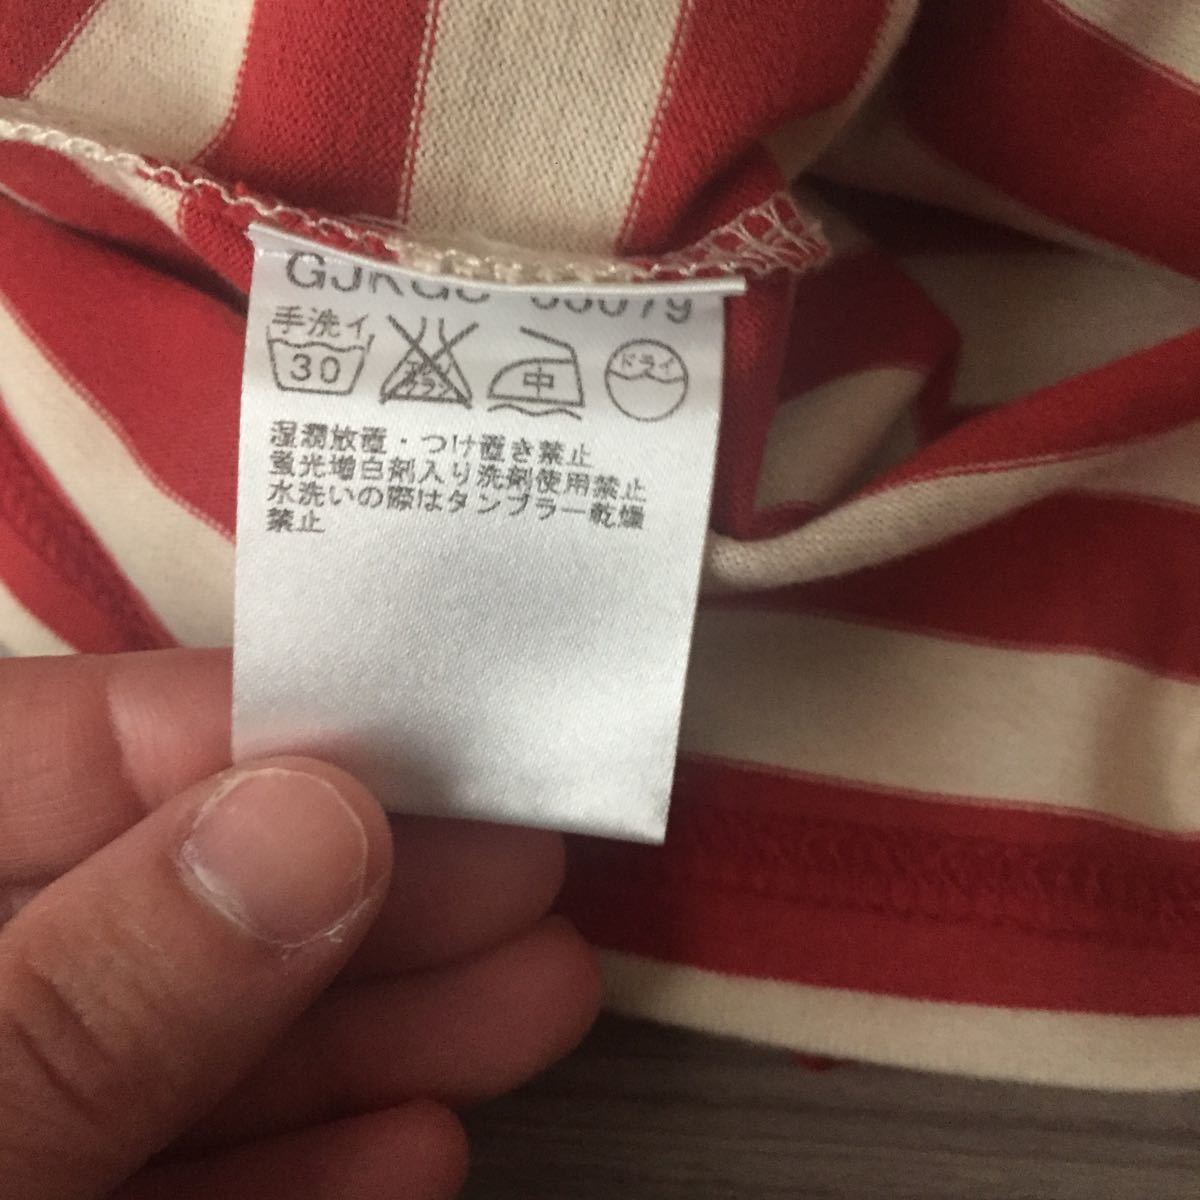 手洗イ
30
中
ドライ
湿潤放置・つけ置き禁止
蛍光増白剤入り洗剤使用禁止
水洗いの際はタンブラー乾燥
禁止